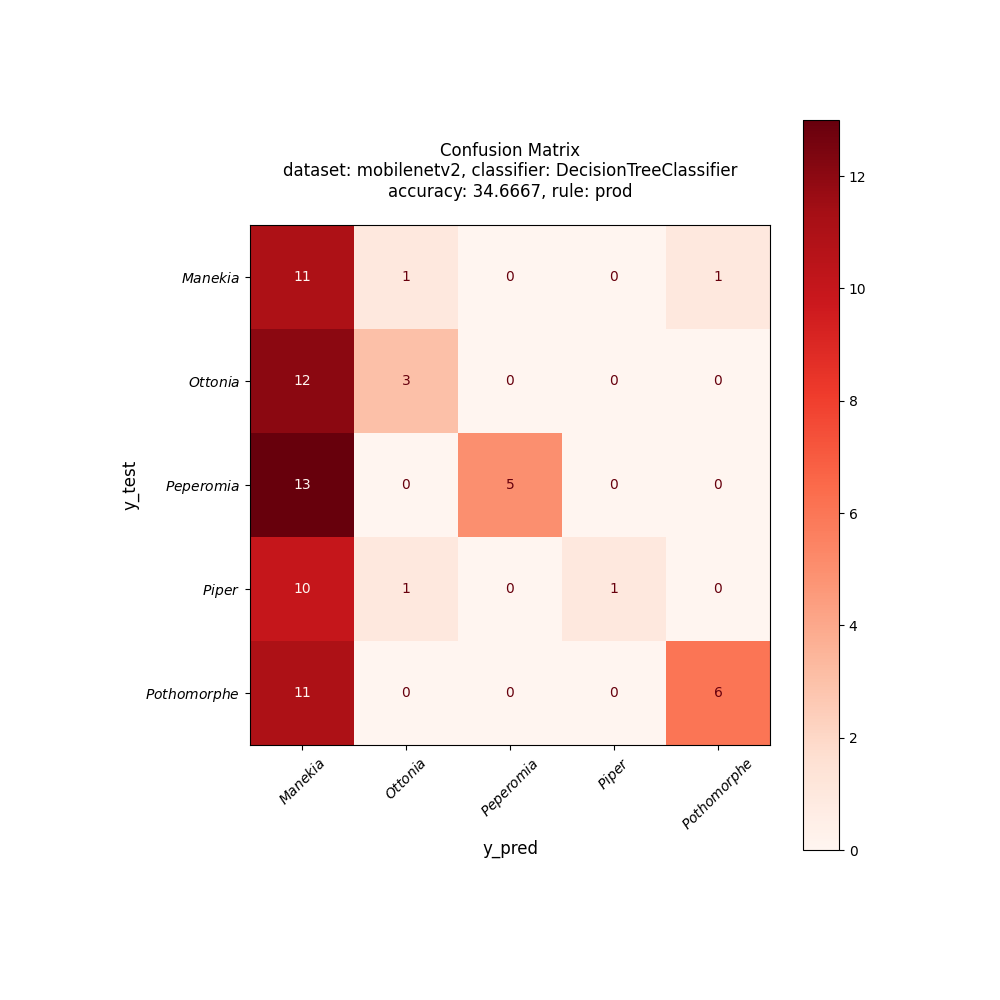 Confusion Matrix
dataset: mobilenetv2, classifier: DecisionTreeClassifier
accuracy: 34.6667, rule: prod
y_test
Manekia 11 1 0 0 1
Ottonia 12 3 0 0 0
Peperomia 13 0 5 0 0
Piper 10 1 0 1 0
Pothomorphe 11 0 0 0 6
Manekia Ottonia Peperomia Piper Pothomorphe
y_pred
12
10
8
6
4
2
0